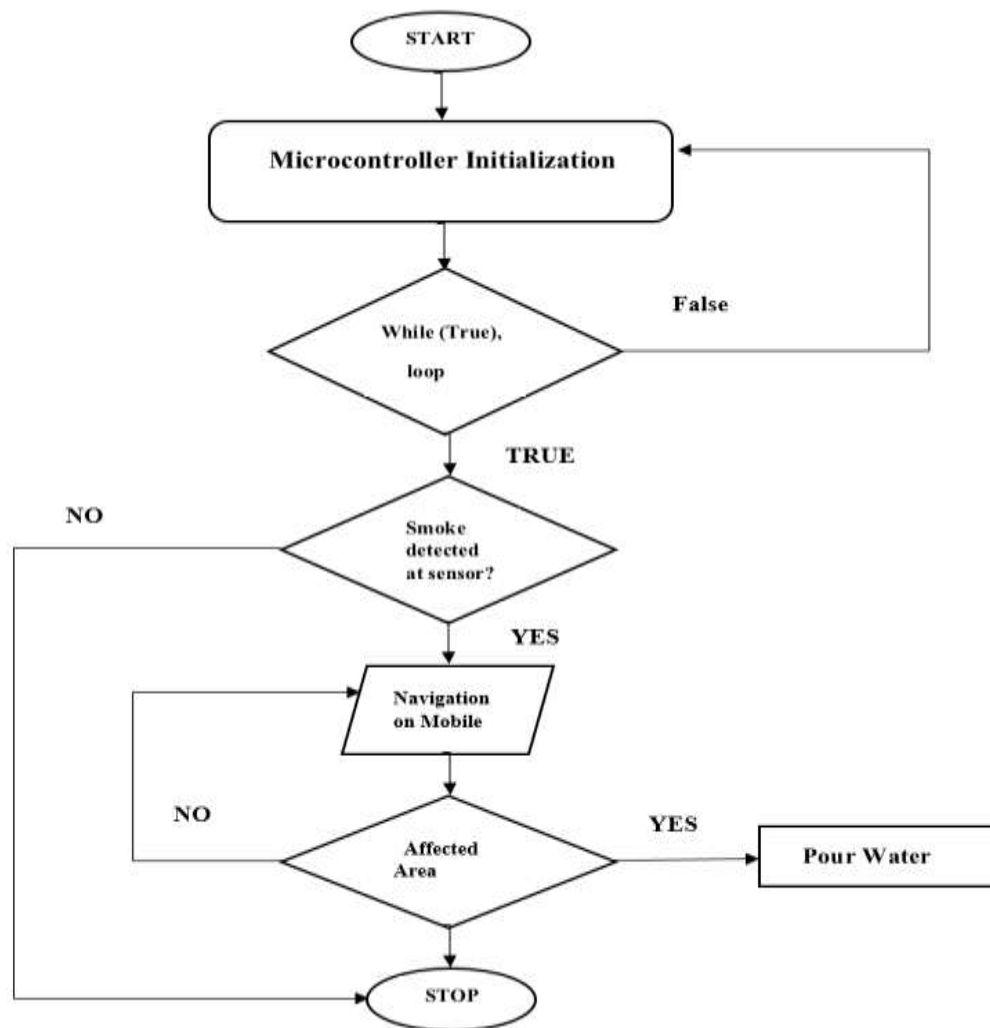 START
Microcontroller Initialization
While (True),
loop
False
TRUE
NO
Smoke
detected
at sensor?
YES
Navigation
on Mobile
NO
Affected
Area
YES
Pour Water
STOP